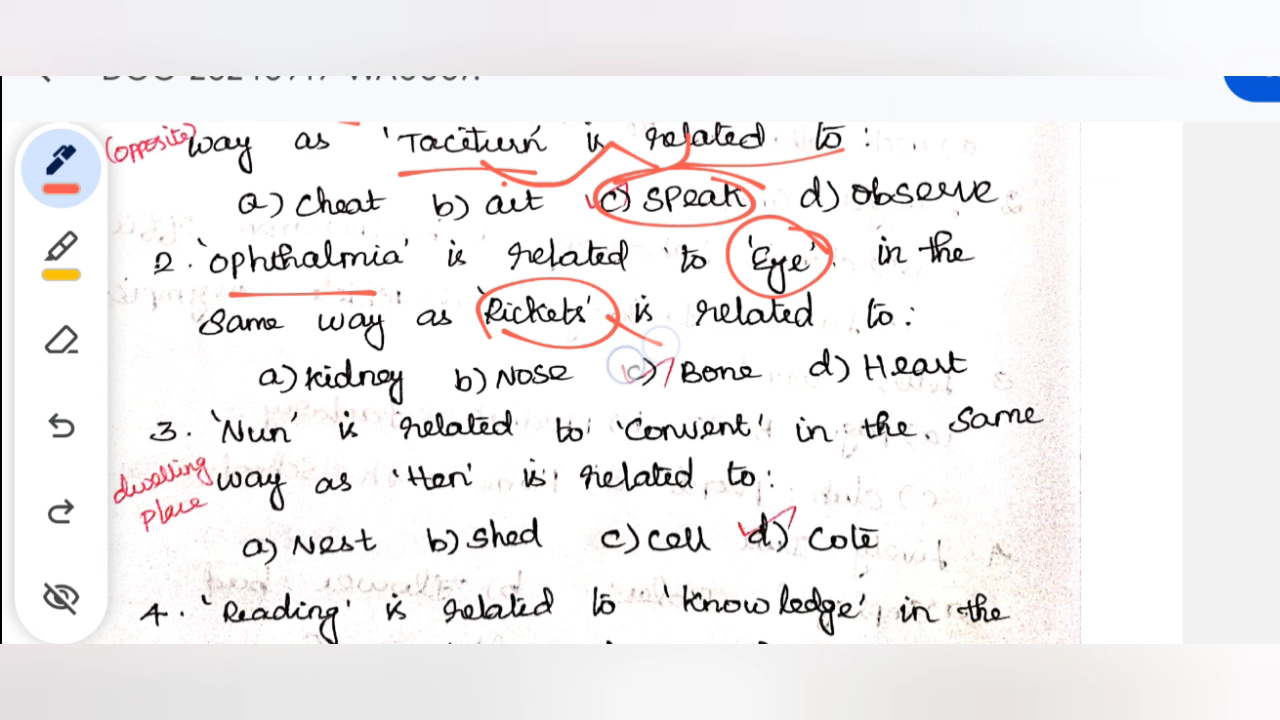 (opposite) way as 'Taciturn' is related to :
a) Cheat b) act c) Speak d) observe
2. 'ophthalmia' is related to 'Eye' in the
Same way as 'Rickets' is related to :
a) kidney b) Nose c) Bone d) Heart
3. 'Nun' is related to 'Convent' in the same
dwelling place way as 'Hen' is related to :
a) Nest b) Shed c) cell d) Cote
4. 'Reading' is related to 'knowledge', in the